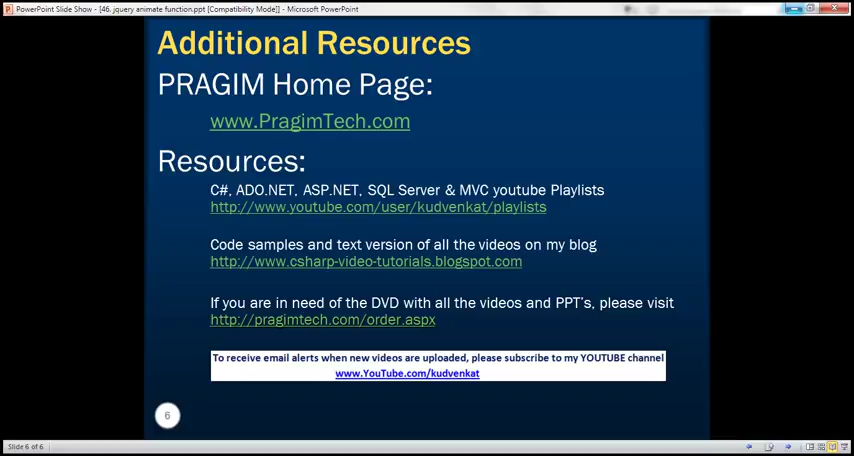 PowerPoint Slide Show - [46. jquery animate function.ppt [Compatibility Mode]] - Microsoft PowerPoint
Additional Resources
PRAGIM Home Page:
www.PragimTech.com
Resources:
C#, ADO.NET, ASP.NET, SQL Server & MVC youtube Playlists
http://www.youtube.com/user/kudvenkat/playlists
Code samples and text version of all the videos on my blog
http://www.csharp-video-tutorials.blogspot.com
If you are in need of the DVD with all the videos and PPT's, please visit
http://pragimtech.com/order.aspx
To receive email alerts when new videos are uploaded, please subscribe to my YOUTUBE channel
www.YouTube.com/kudvenkat
6
Slide 6 of 6